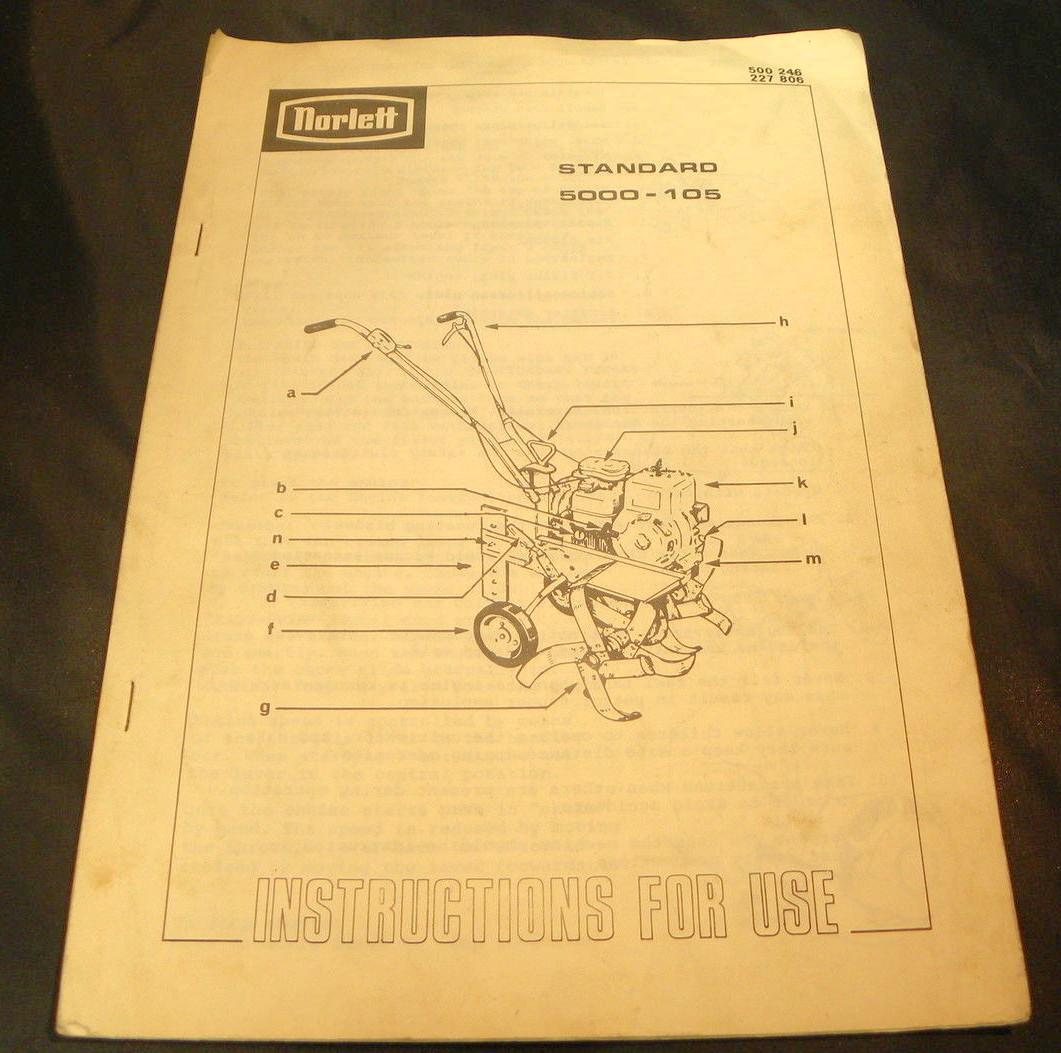 500 246
227 806
Norlett
STANDARD
5000-105
h
a
i
j
b
k
c
l
n
m
e
d
f
g
INSTRUCTIONS FOR USE